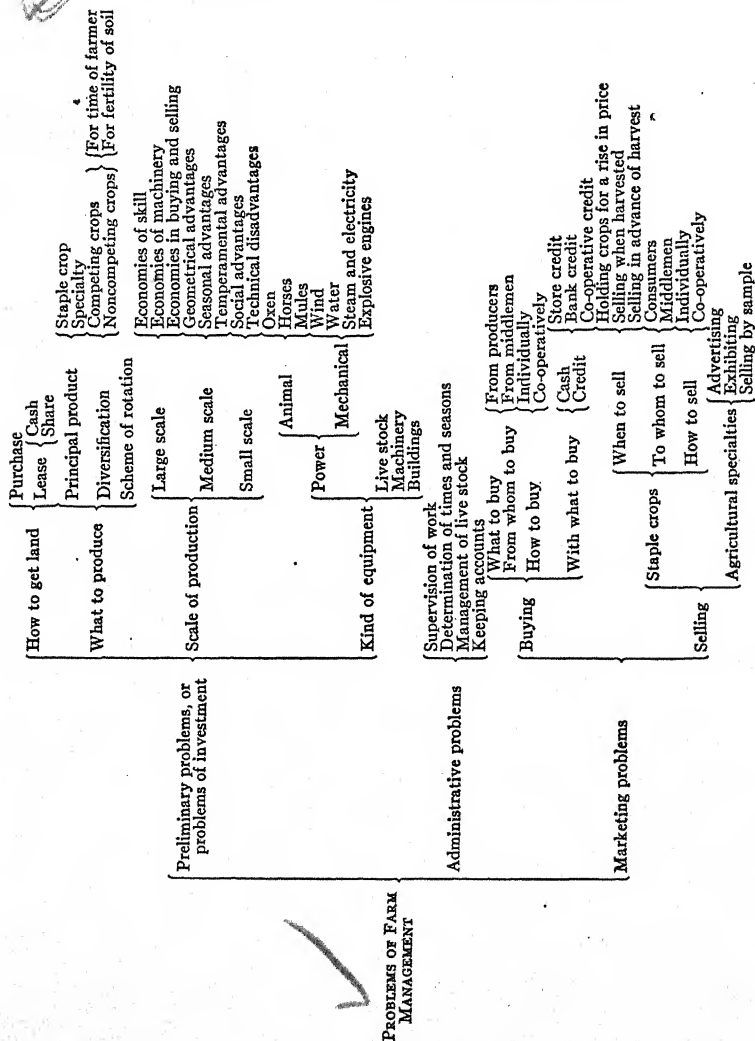 PROBLEMS OF FARM
MANAGEMENT
Preliminary problems, or
problems of investment
How to get land
Purchase
Lease
Cash
Share
What to produce
Principal product
Staple crop
Specialty
Diversification
Competing crops
Noncompeting crops
For time of farmer
For fertility of soil
Scheme of rotation
Scale of production
Large scale
Medium scale
Small scale
Economies of skill
Economies of machinery
Economies in buying and selling
Geometrical advantages
Seasonal advantages
Temperamental advantages
Social advantages
Technical disadvantages
Kind of equipment
Power
Animal
Oxen
Horses
Mules
Mechanical
Wind
Water
Steam and electricity
Explosive engines
Live stock
Machinery
Buildings
Administrative problems
Supervision of work
Determination of times and seasons
Management of live stock
Keeping accounts
Marketing problems
Buying
What to buy
From whom to buy
From producers
From middlemen
How to buy
Individually
Co-operatively
With what to buy
Cash
Credit
Store credit
Bank credit
Co-operative credit
Selling
Staple crops
When to sell
Holding crops for a rise in price
Selling when harvested
Selling in advance of harvest
To whom to sell
Consumers
Middlemen
How to sell
Individually
Co-operatively
Agricultural specialties
Advertising
Exhibiting
Selling by sample